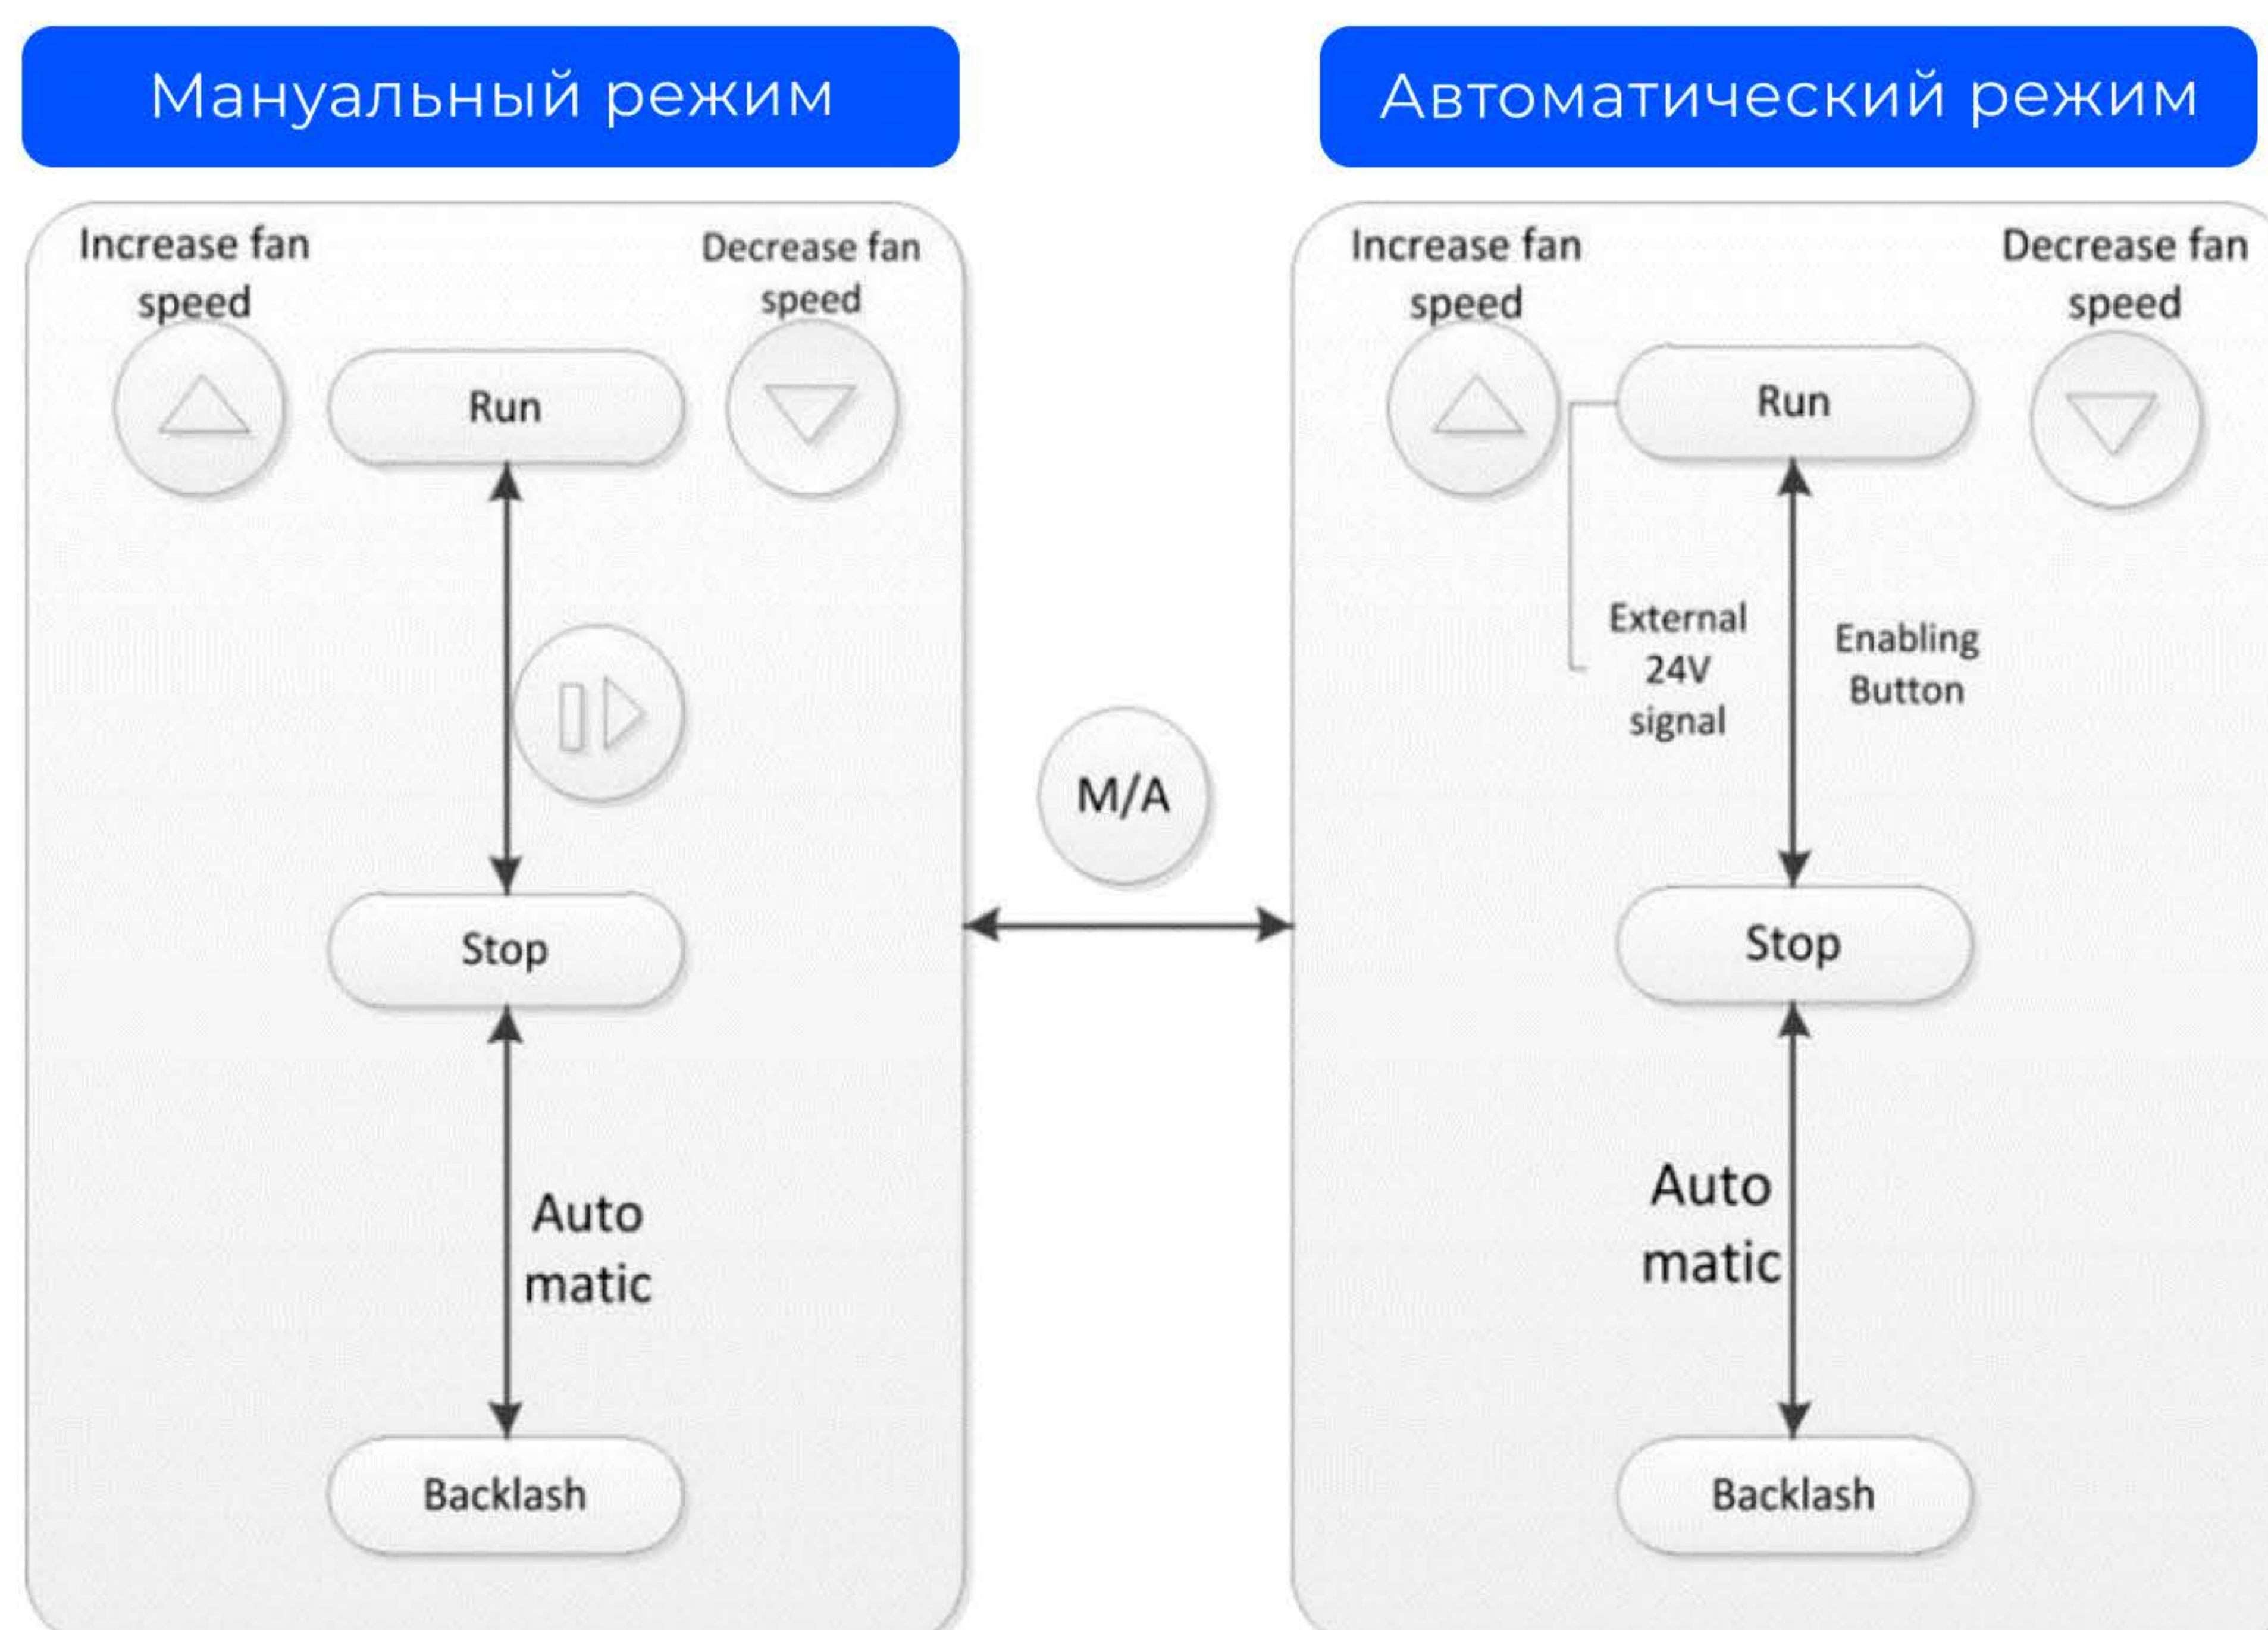 Мануальный режим
Increase fan
speed
Decrease fan
speed
Run
Stop
Auto
matic
Backlash
M/A
Автоматический режим
Increase fan
speed
Decrease fan
speed
Run
External
24V
signal
Enabling
Button
Stop
Auto
matic
Backlash